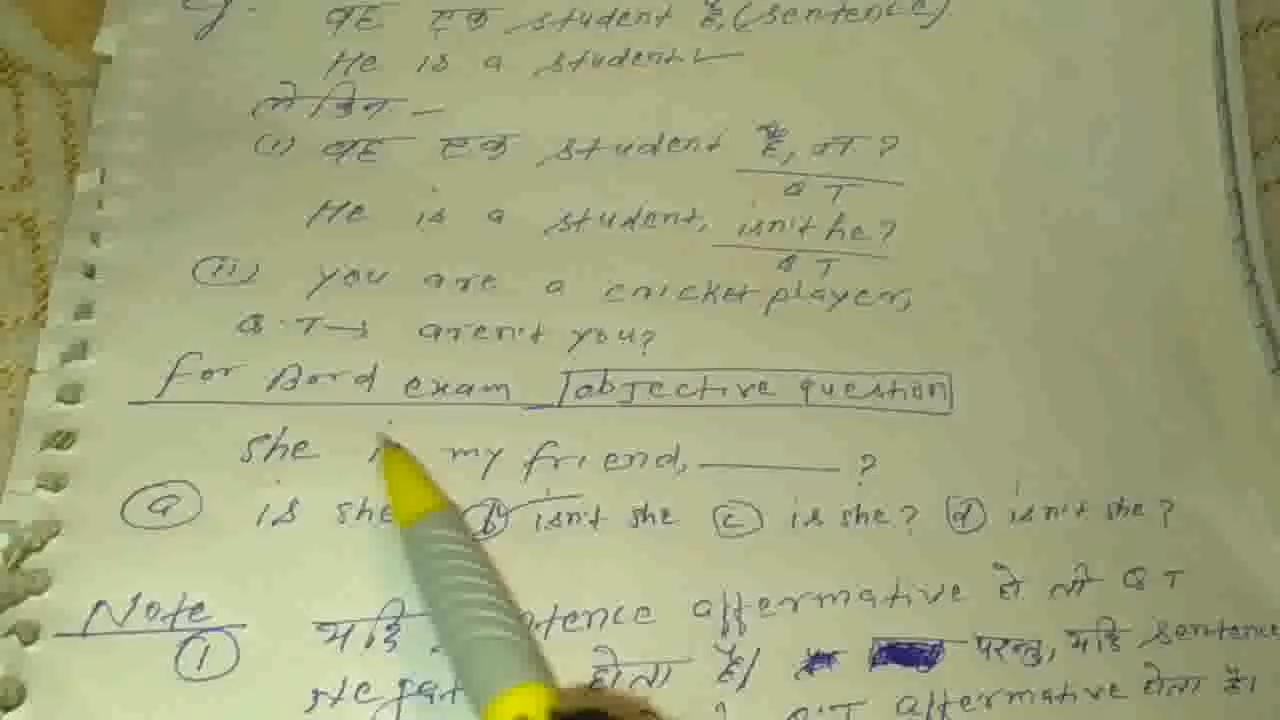 वह एक student है, (sentence)
He is a student
लेकिन -
(i) वह एक student है, न?
Q T
He is a student, isn't he?
Q T
(ii) you are a cricket player,
Q.T→ aren't you?
For Bord exam objective question
She my friend, ?
(a) is she (b) isn't she (c) is she? (d) isn't she?
Note
(1) यदि affermative हो तो Q T
होता है। परन्तु, यदि sentence
Q.T affermative होता है।